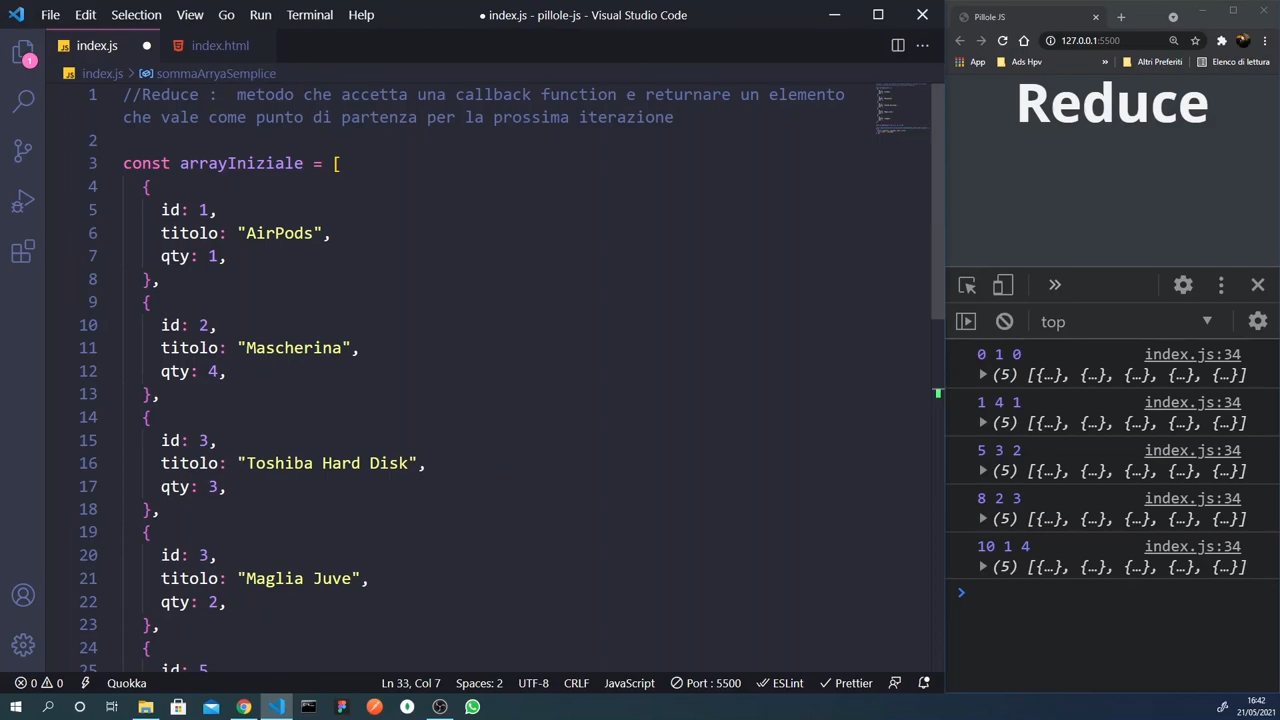 File Edit Selection View Go Run Terminal Help
● index.js - pillole-js - Visual Studio Code
JS index.js ● index.html
JS index.js > sommaArryaSemplice
1 //Reduce :  metodo che accetta una callback function e returnare un elemento
che vale come punto di partenza per la prossima iterazione
2
3 const arrayIniziale = [
4 {
5 id: 1,
6 titolo: "AirPods",
7 qty: 1,
8 },
9 {
10 id: 2,
11 titolo: "Mascherina",
12 qty: 4,
13 },
14 {
15 id: 3,
16 titolo: "Toshiba Hard Disk",
17 qty: 3,
18 },
19 {
20 id: 3,
21 titolo: "Maglia Juve",
22 qty: 2,
23 },
24 {
25 id: 5
1
0 0 Quokka Ln 33, Col 7 Spaces: 2 UTF-8 CRLF JavaScript Port : 5500 ESLint Prettier
Pillole JS
127.0.0.1:5500
App Ads Hpv » Altri Preferiti Elenco di lettura
Reduce
»
top
0 1 0 index.js:34
(5) [{…}, {…}, {…}, {…}, {…}]
1 4 1 index.js:34
(5) [{…}, {…}, {…}, {…}, {…}]
5 3 2 index.js:34
(5) [{…}, {…}, {…}, {…}, {…}]
8 2 3 index.js:34
(5) [{…}, {…}, {…}, {…}, {…}]
10 1 4 index.js:34
(5) [{…}, {…}, {…}, {…}, {…}]
16:42
21/05/2021